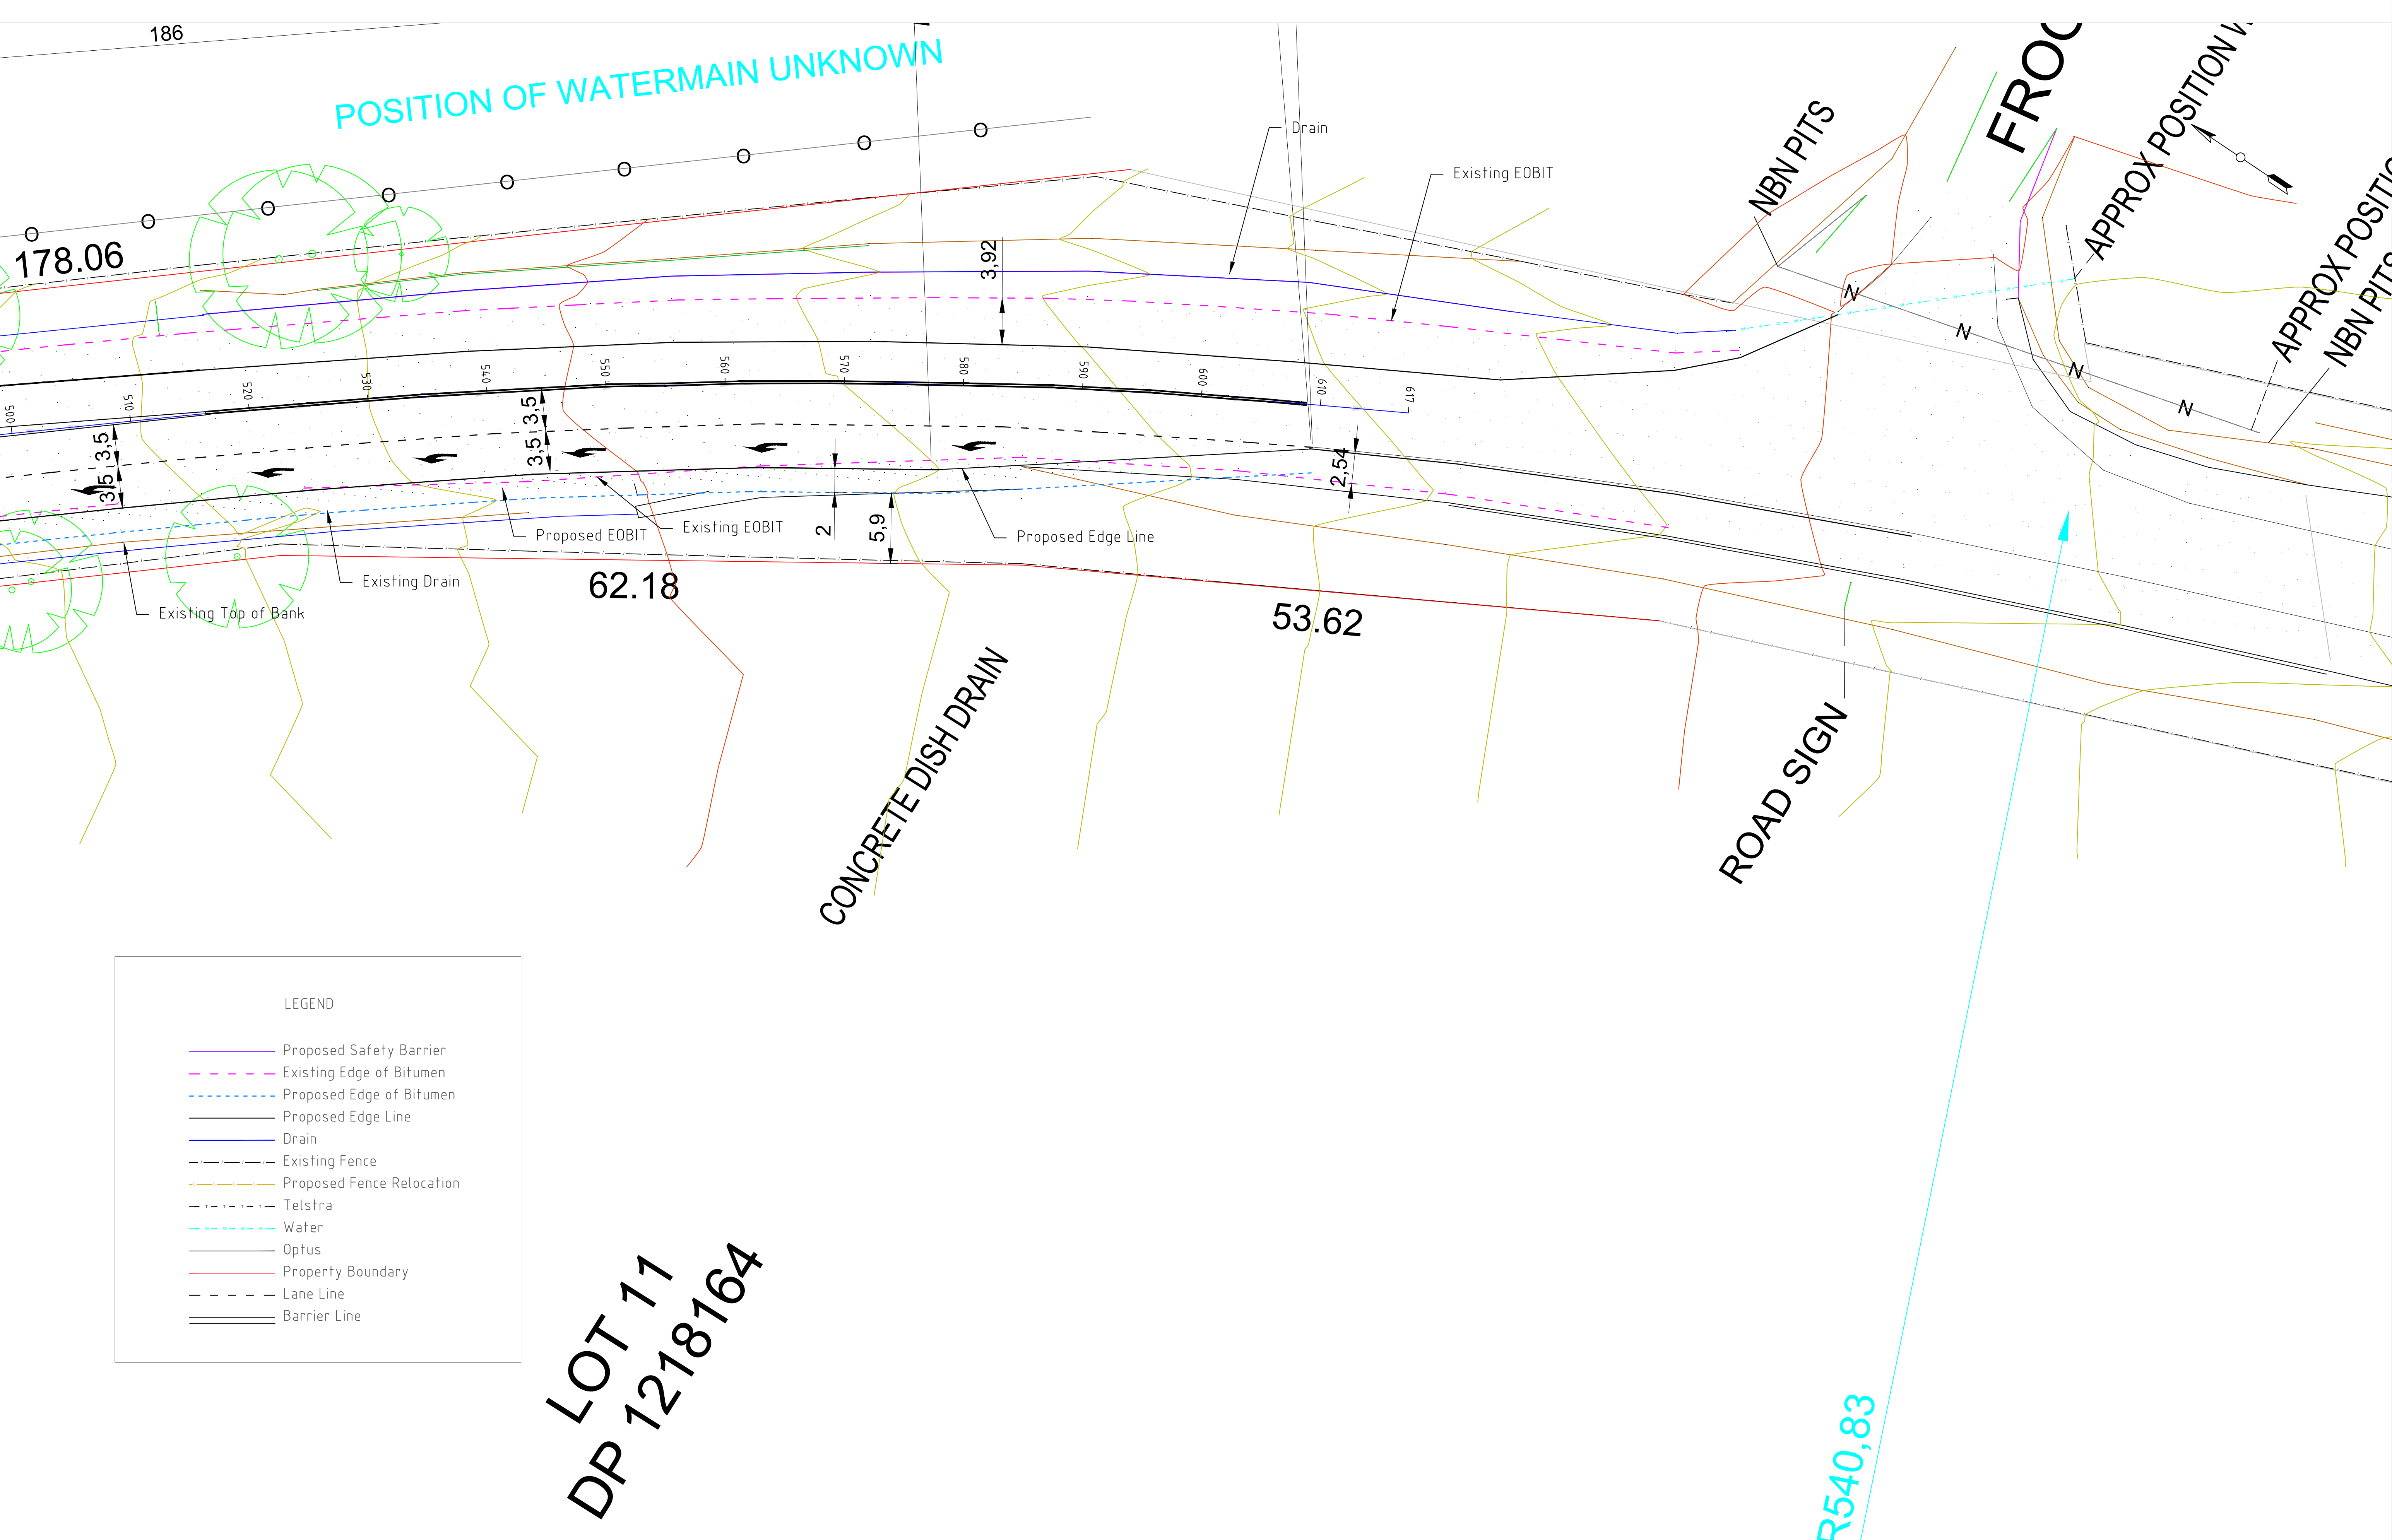 186
POSITION OF WATERMAIN UNKNOWN
O O O O O O O O O
178.06
Drain
Existing EOBIT
3,92
NBN PITS
APPROX POSITION
APPROX POSITION
NBN PITS
N
N
N
N
500
510
520
530
540
550
560
570
580
590
600
610
617
3,5
3,5
3,5
3,5
2,54
2
5,9
Proposed EOBIT
Existing EOBIT
Proposed Edge Line
Existing Drain
Existing Top of Bank
62.18
53.62
CONCRETE DISH DRAIN
ROAD SIGN
LEGEND
Proposed Safety Barrier
Existing Edge of Bitumen
Proposed Edge of Bitumen
Proposed Edge Line
Drain
Existing Fence
Proposed Fence Relocation
Telstra
Water
Optus
Property Boundary
Lane Line
Barrier Line
LOT 11
DP 1218164
R540,83